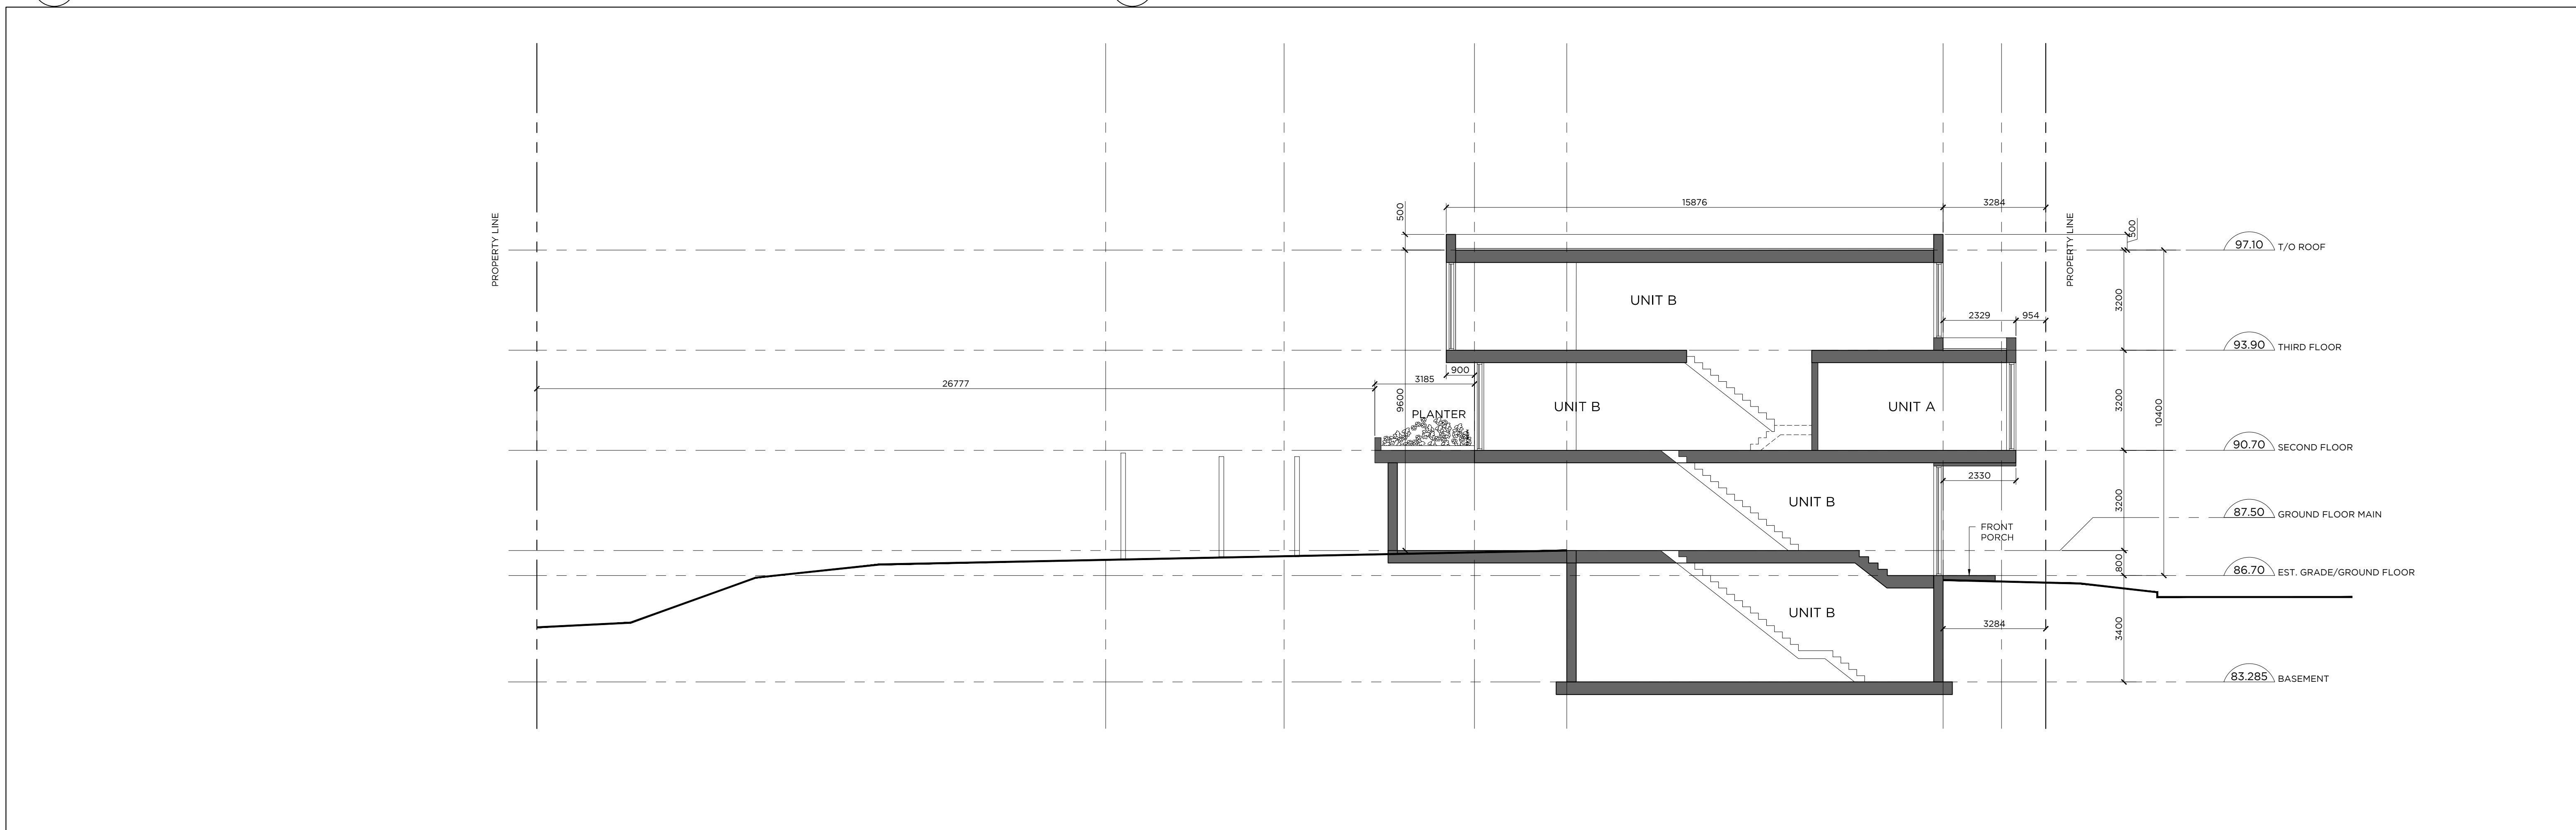 15876
3284
500
500
PROPERTY LINE
PROPERTY LINE
97.10 T/O ROOF
UNIT B
3200
2329
954
93.90 THIRD FLOOR
900
3185
26777
9600
PLANTER
UNIT B
UNIT A
3200
10400
90.70 SECOND FLOOR
2330
UNIT B
3200
87.50 GROUND FLOOR MAIN
FRONT
PORCH
800
86.70 EST. GRADE/GROUND FLOOR
UNIT B
3284
3400
83.285 BASEMENT